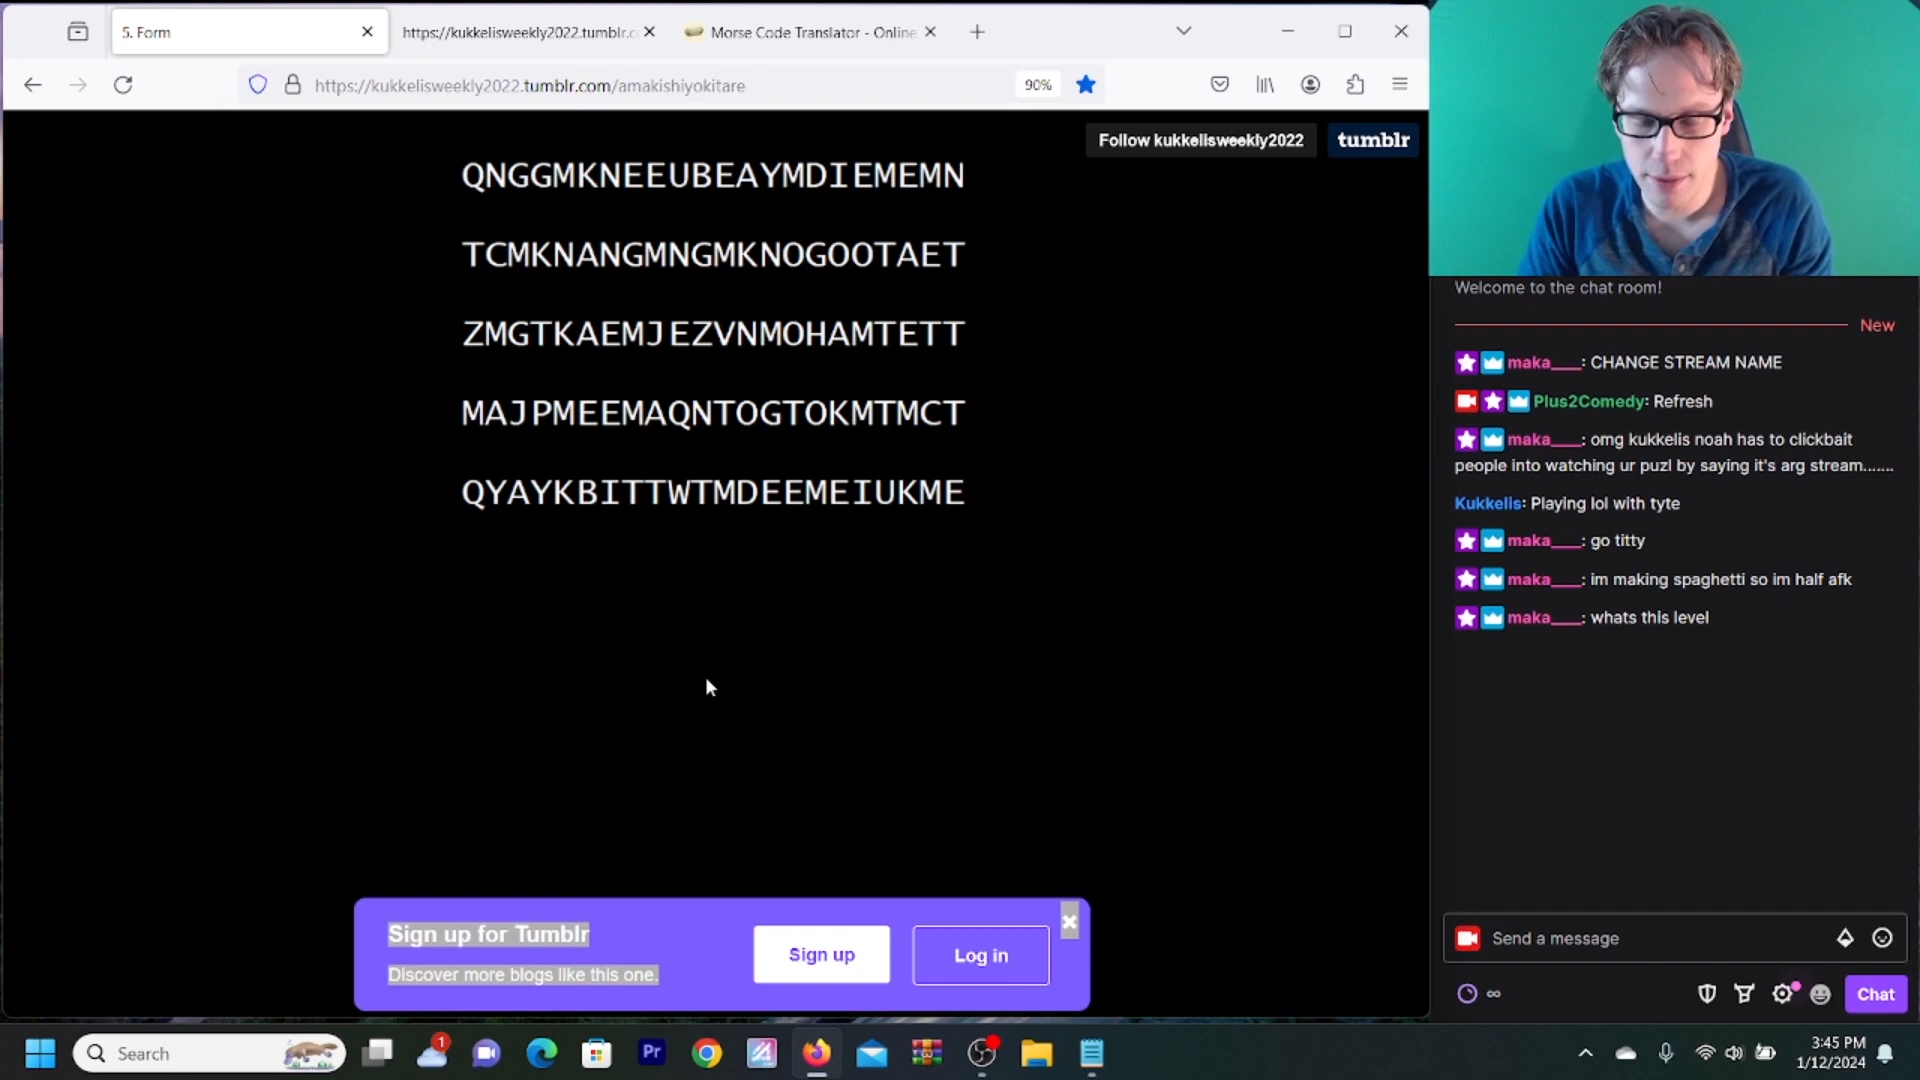 5. Form
https://kukkelisweekly2022.tumblr.c
Morse Code Translator - Online
https://kukkelisweekly2022.tumblr.com/amakishiyokitare
90%
Follow kukkelisweekly2022
tumblr
QNGGMKNEEUBEAYMDIEMEMN
TCMKNANGMNGMKNOGOOTAET
ZMGTKAEMJEZVNMOHAMTETT
MAJPMEEMAQNTOGTOKMTMCT
QYAYKBITTWTMDEEMEIUKME
Sign up for Tumblr
Discover more blogs like this one.
Sign up
Log in
Welcome to the chat room!
New
maka___: CHANGE STREAM NAME
Plus2Comedy: Refresh
maka___: omg kukkelis noah has to clickbait
people into watching ur puzl by saying it's arg stream.......
Kukkelis: Playing lol with tyte
maka___: go titty
maka___: im making spaghetti so im half afk
maka___: whats this level
Send a message
∞
Chat
Search
1
Pr
3:45 PM
1/12/2024